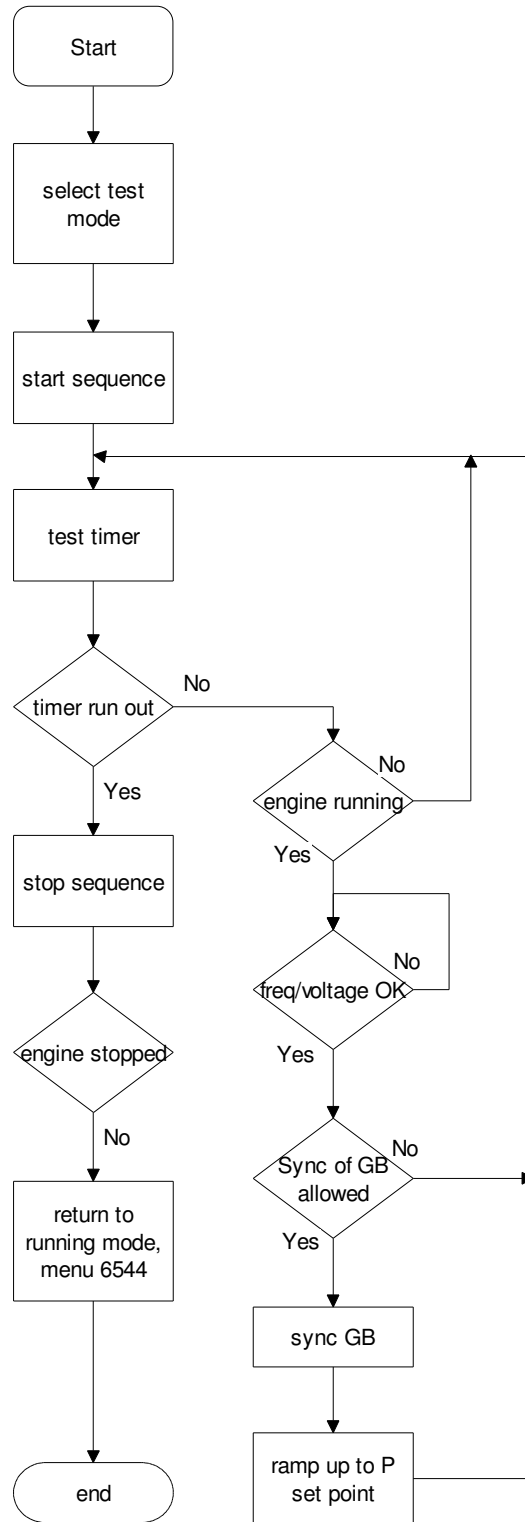 Start
select test
mode
start sequence
test timer
timer run out
No
Yes
engine running
No
Yes
stop sequence
freq/voltage OK
No
Yes
engine stopped
No
Sync of GB
allowed
No
Yes
return to
running mode,
menu 6544
sync GB
ramp up to P
set point
end